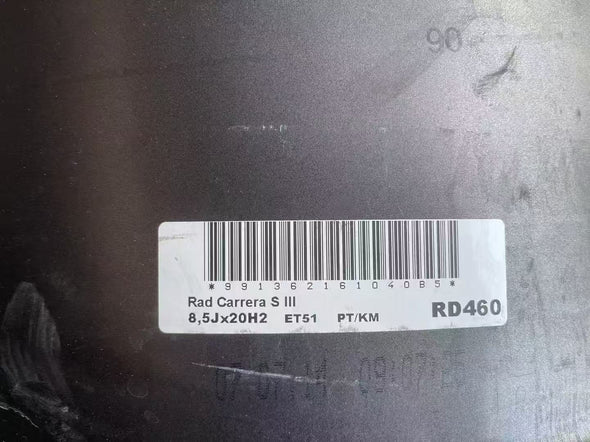 90
*99136216104085*
Rad Carrera S III
8,5Jx20H2 ET51 PT/KM RD460